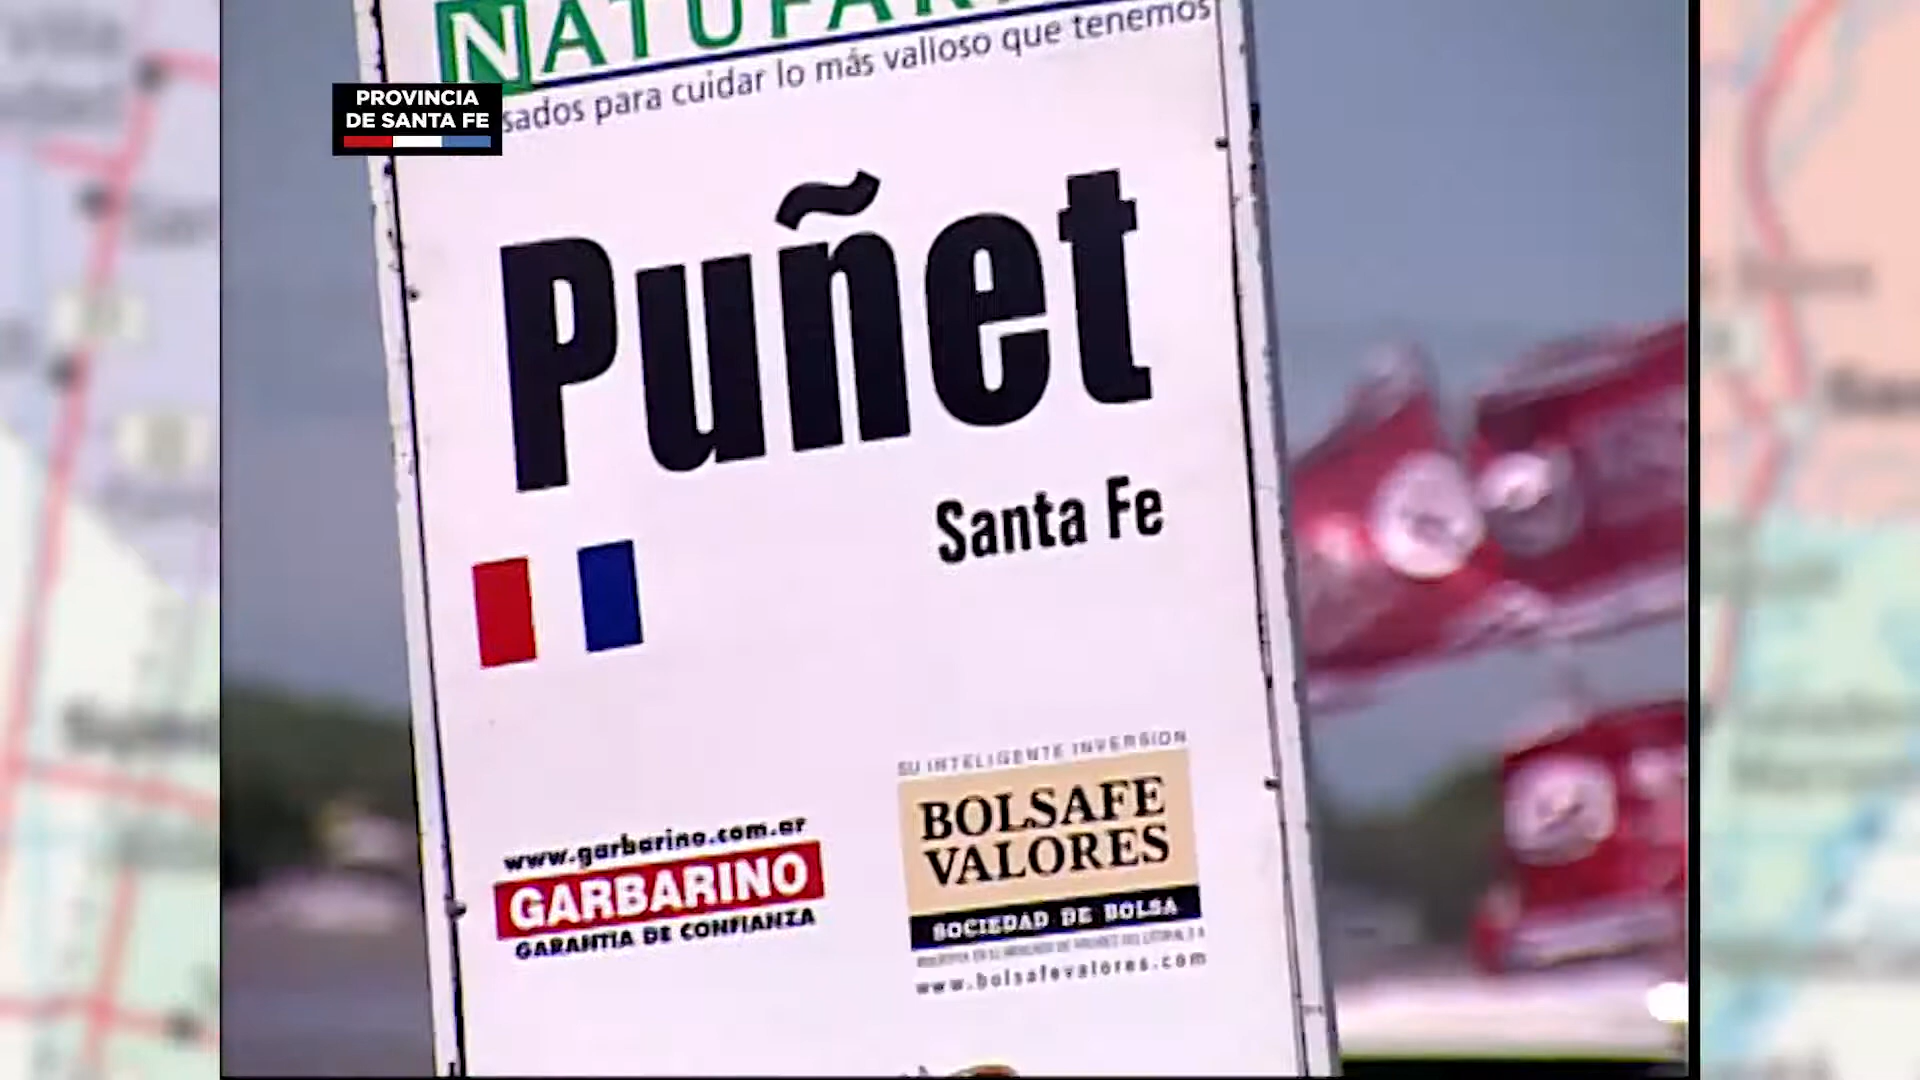 NATUFAR
sados para cuidar lo más valioso que tenemos
PROVINCIA
DE SANTA FE
Puñet
Santa Fe
SU INTELIGENTE INVERSION
BOLSAFE
VALORES
SOCIEDAD DE BOLSA
www.bolsafevalores.com
www.garbarino.com.ar
GARBARINO
GARANTIA DE CONFIANZA